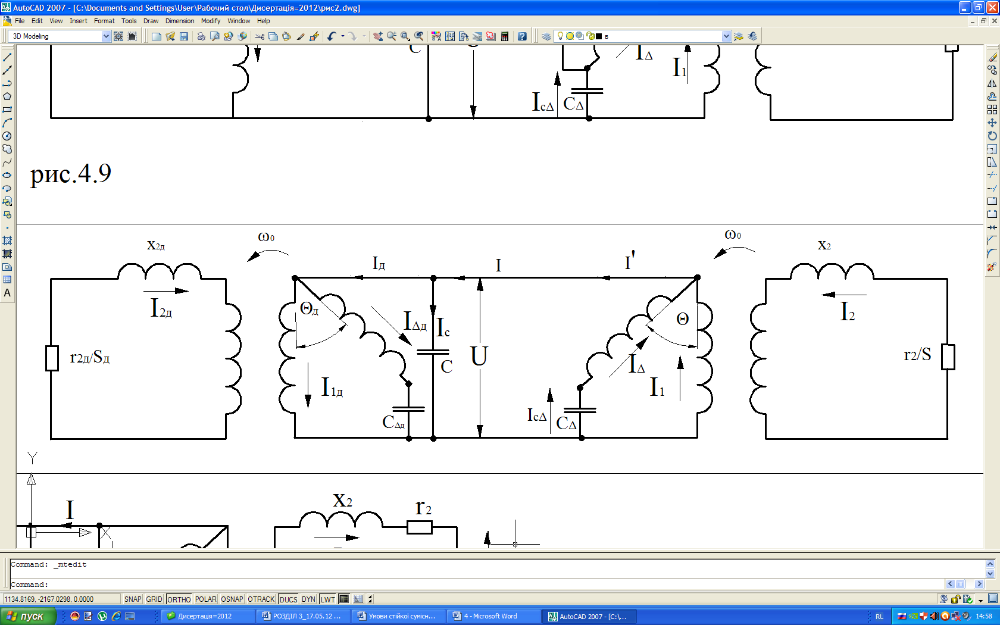 AutoCAD 2007 - [C:\Documents and Settings\User\Рабочий стол\Дисертація=2012\рис2.dwg]
File Edit View Insert Format Tools Draw Dimension Modify Window Help
3D Modeling
в
C
IΔ
I1
IcΔ
CΔ
рис.4.9
x2д
ω0
Iд
I
I'
ω0
x2
I2д
Θд
IΔд
Ic
Θ
I2
r2д/Sд
C
U
IΔ
r2/S
I1д
I1
CΔд
IcΔ
CΔ
Y
I
x2
r2
X
Command: _mtedit
Command:
1134.8169, -2167.0298, 0.0000
SNAP GRID ORTHO POLAR OSNAP OTRACK DUCS DYN LWT
пуск
Дисертація=2012
РОЗДІЛ 3_17.05.12 ...
Умови стійкої сумісн...
4 - Microsoft Word
AutoCAD 2007 - [C:\...
RU
14:58